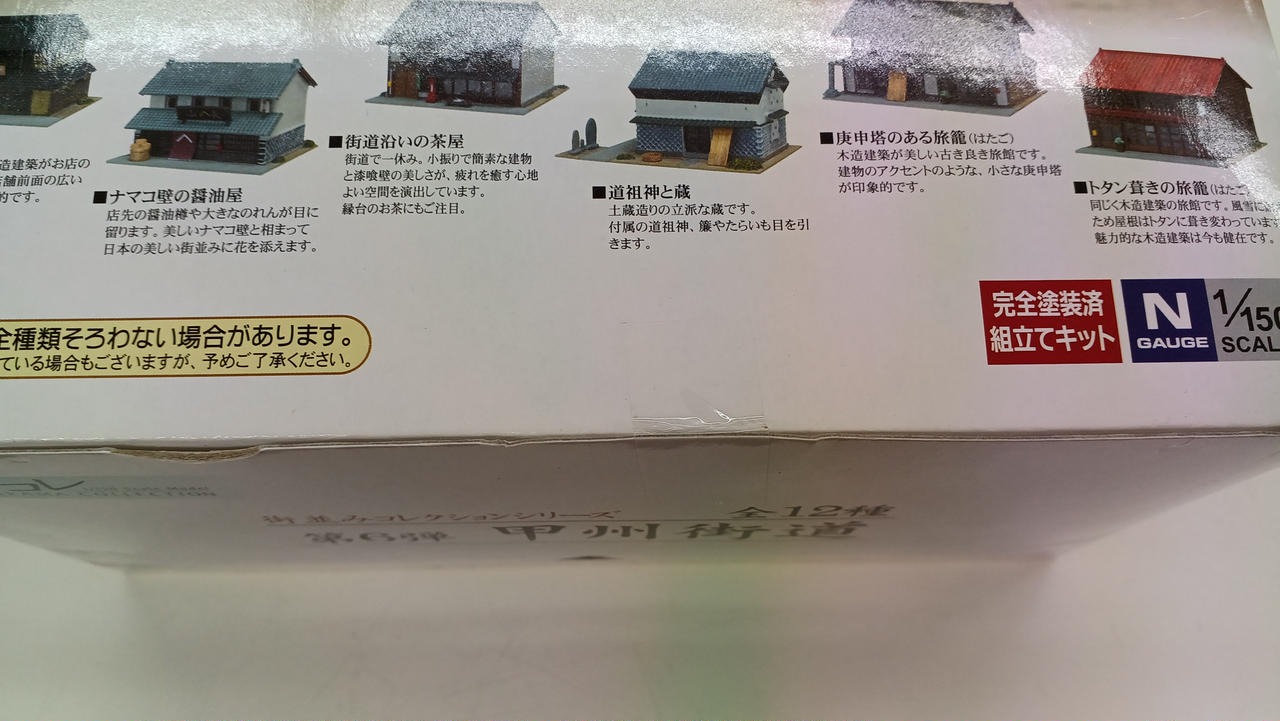 造建築がお店の
舗前面の広い
的です。
■ナマコ壁の醤油屋
店先の醤油樽や大きなのれんが目に
留ります。美しいナマコ壁と相まって
日本の美しい街並みに花を添えます。
■街道沿いの茶屋
街道で一休み。小振りで簡素な建物
と漆喰壁の美しさが、疲れを癒す心地
よい空間を演出しています。
縁台のお茶にもご注目。
■道祖神と蔵
土蔵造りの立派な蔵です。
付属の道祖神、簾やたらいも目を引
きます。
■庚申塔のある旅籠(はたご)
木造建築が美しい古き良き旅館です。
建物のアクセントのような、小さな庚申塔
が印象的です。
■トタン葺きの旅籠(はたご
同じく木造建築の旅館です。風雪に
ため屋根はトタンに葺き変わっています
魅力的な木造建築は今も健在です。
全種類そろわない場合があります。
ている場合もございますが、予めご了承ください。
完全塗装済
組立てキット
N
GAUGE
1/150
SCAL
コレ
COLLECTION
街並みコレクションシリーズ 全12種
第6弾 甲州街道